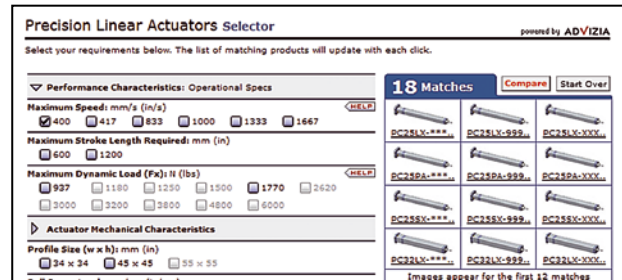 Precision Linear Actuators Selector
powered by ADVIZIA
Select your requirements below. The list of matching products will update with each click.
Performance Characteristics: Operational Specs
Maximum Speed: mm/s (in/s)
HELP
400 417 833 1000 1333 1667
Maximum Stroke Length Required: mm (in)
600 1200
Maximum Dynamic Load (Fx): N (lbs)
HELP
937 1180 1250 1500 1770 2620
3000 3200 3800 4800 6000
Actuator Mechanical Characteristics
Profile Size (w x h): mm (in)
34 x 34 45 x 45 55 x 55
18 Matches
Compare Start Over
PC25LX-***.. PC25LX-999.. PC25LX-XXX..
PC25PA-***.. PC25PA-999.. PC25PA-XXX..
PC25SX-***.. PC25SX-999.. PC25SX-XXX..
PC32LX-***.. PC32LX-999.. PC32LX-XXX..
Images appear for the first 12 matches